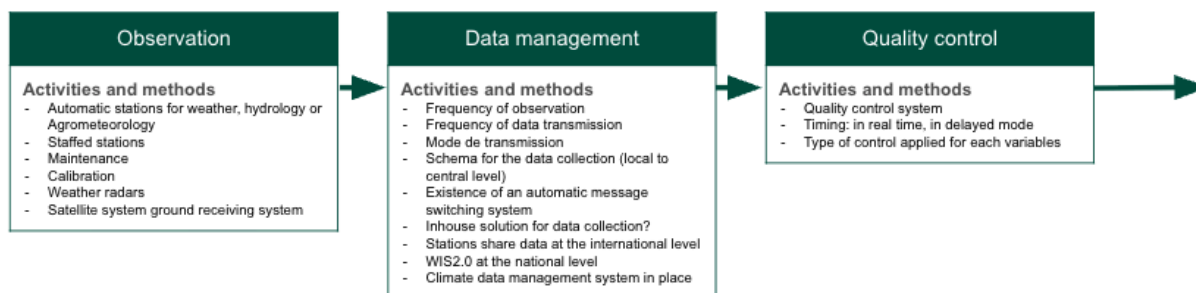 Observation
Activities and methods
- Automatic stations for weather, hydrology or
Agrometeorology
- Staffed stations
- Maintenance
- Calibration
- Weather radars
- Satellite system ground receiving system
Data management
Activities and methods
- Frequency of observation
- Frequency of data transmission
- Mode de transmission
- Schema for the data collection (local to
central level)
- Existence of an automatic message
switching system
- Inhouse solution for data collection?
- Stations share data at the international level
- WIS2.0 at the national level
- Climate data management system in place
Quality control
Activities and methods
- Quality control system
- Timing: in real time, in delayed mode
- Type of control applied for each variables